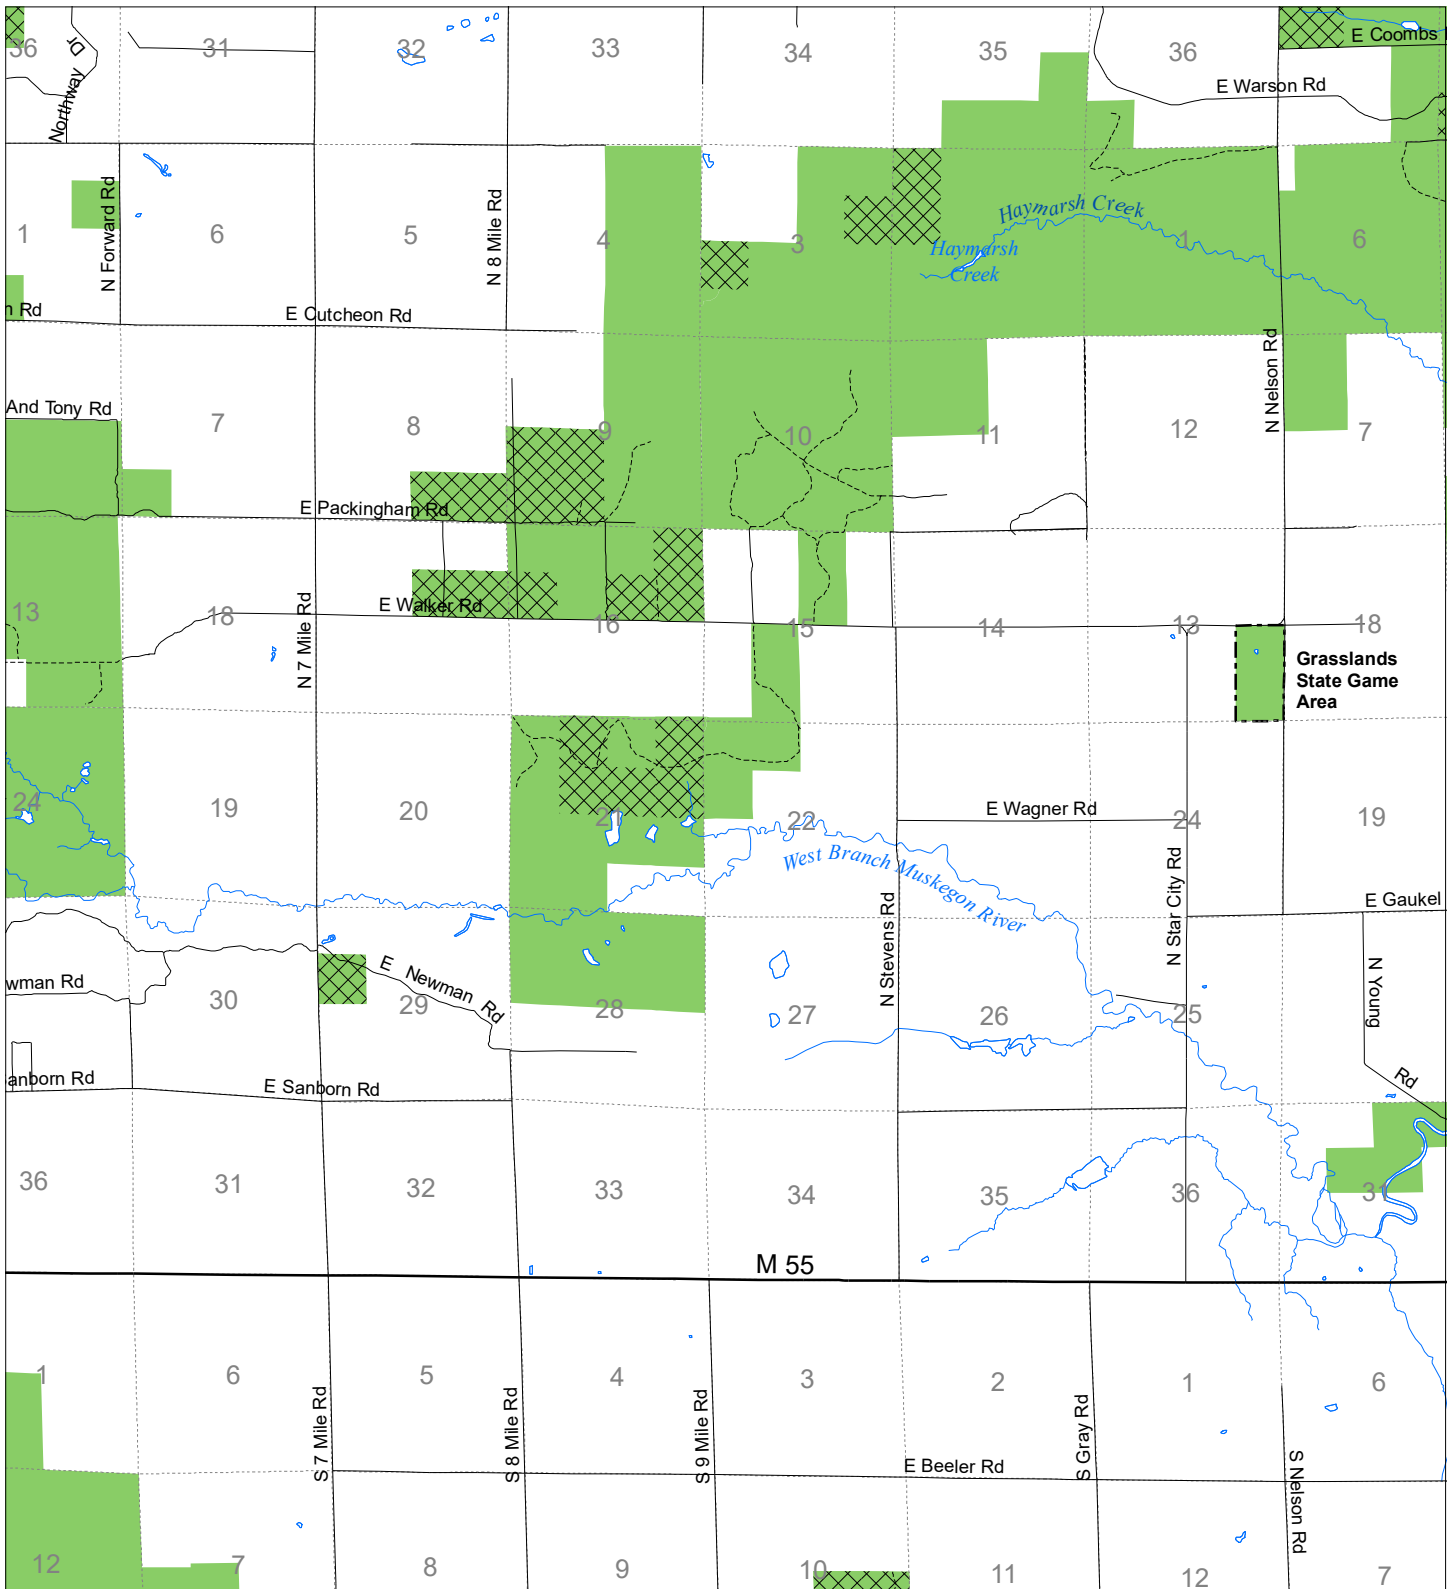 36
Northway Dr
31
32
33
34
35
36
E Coombs
E Warson Rd
1
N Forward Rd
6
5
N 8 Mile Rd
4
3
Haymarsh Creek
Haymarsh
Creek
1
6
n Rd
E Cutcheon Rd
N Nelson Rd
And Tony Rd
7
8
9
10
11
12
7
E Packingham Rd
13
18
N 7 Mile Rd
E Walker Rd
16
15
14
13
18
Grasslands
State Game
Area
24
19
20
21
22
E Wagner Rd
24
19
West Branch Muskegon River
N Stevens Rd
N Star City Rd
E Gaukel
wman Rd
30
E Newman Rd
29
28
27
26
25
N Young
Rd
anborn Rd
E Sanborn Rd
36
31
32
33
34
35
36
31
M 55
1
6
5
4
3
2
1
6
S 7 Mile Rd
S 8 Mile Rd
S 9 Mile Rd
E Beeler Rd
S Gray Rd
S Nelson Rd
12
7
8
9
10
11
12
7